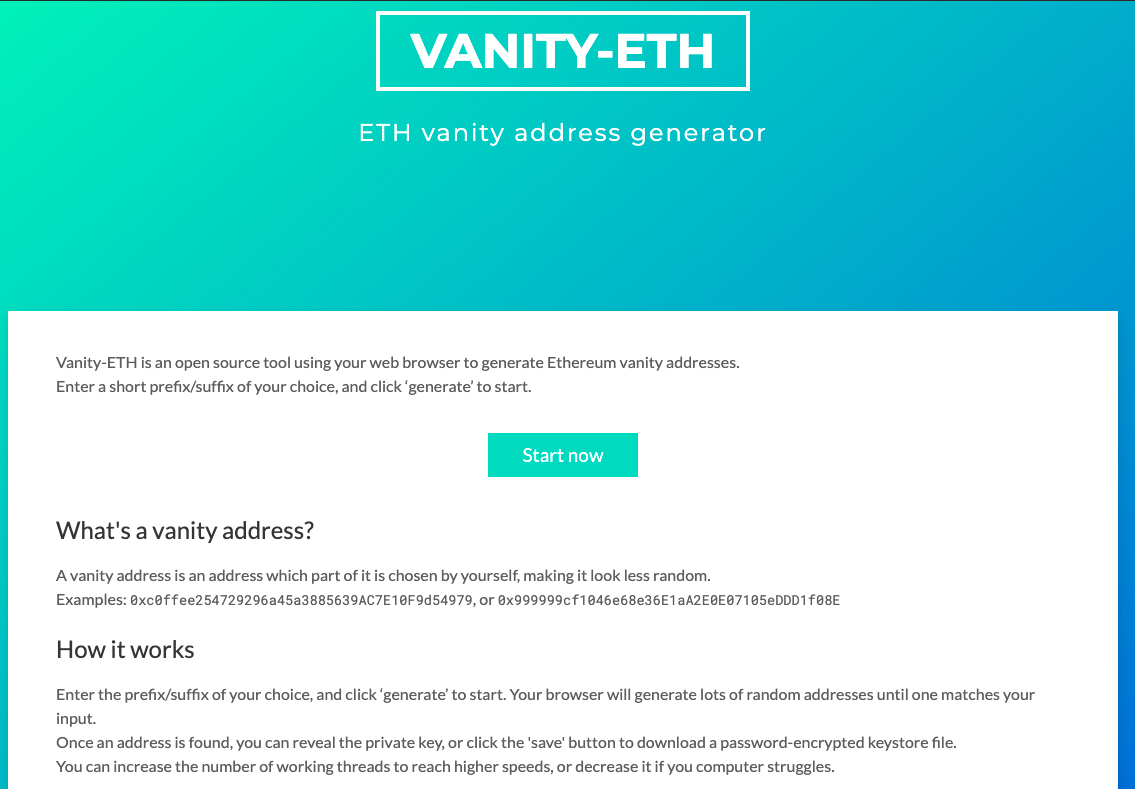 VANITY-ETH
ETH vanity address generator
Vanity-ETH is an open source tool using your web browser to generate Ethereum vanity addresses.
Enter a short prefix/suffix of your choice, and click ‘generate’ to start.
Start now
What's a vanity address?
A vanity address is an address which part of it is chosen by yourself, making it look less random.
Examples: 0xc0ffee254729296a45a3885639AC7E10F9d54979, or 0x999999cf1046e68e36E1aA2E0E07105eDDD1f08E
How it works
Enter the prefix/suffix of your choice, and click ‘generate’ to start. Your browser will generate lots of random addresses until one matches your
input.
Once an address is found, you can reveal the private key, or click the 'save' button to download a password-encrypted keystore file.
You can increase the number of working threads to reach higher speeds, or decrease it if you computer struggles.